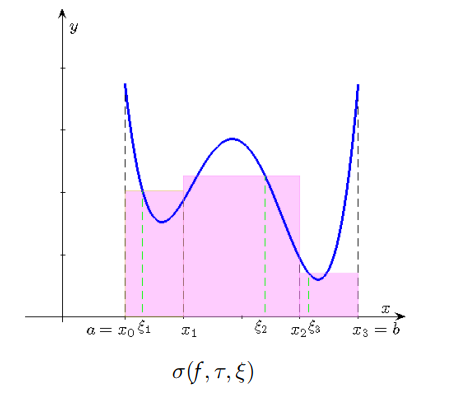 y
x
a = x₀ ξ₁ x₁ ξ₂ x₂ ξ₃ x₃ = b
σ(f, τ, ξ)